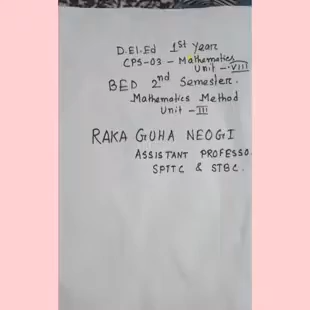 D.El.Ed 1st Year
CPS-03 - Mathematics
Unit - VIII
BED 2nd Semester.
Mathematics Method
Unit - III
RAKA GUHA NEOGI
ASSISTANT PROFESSO
SPTTC & STBC.